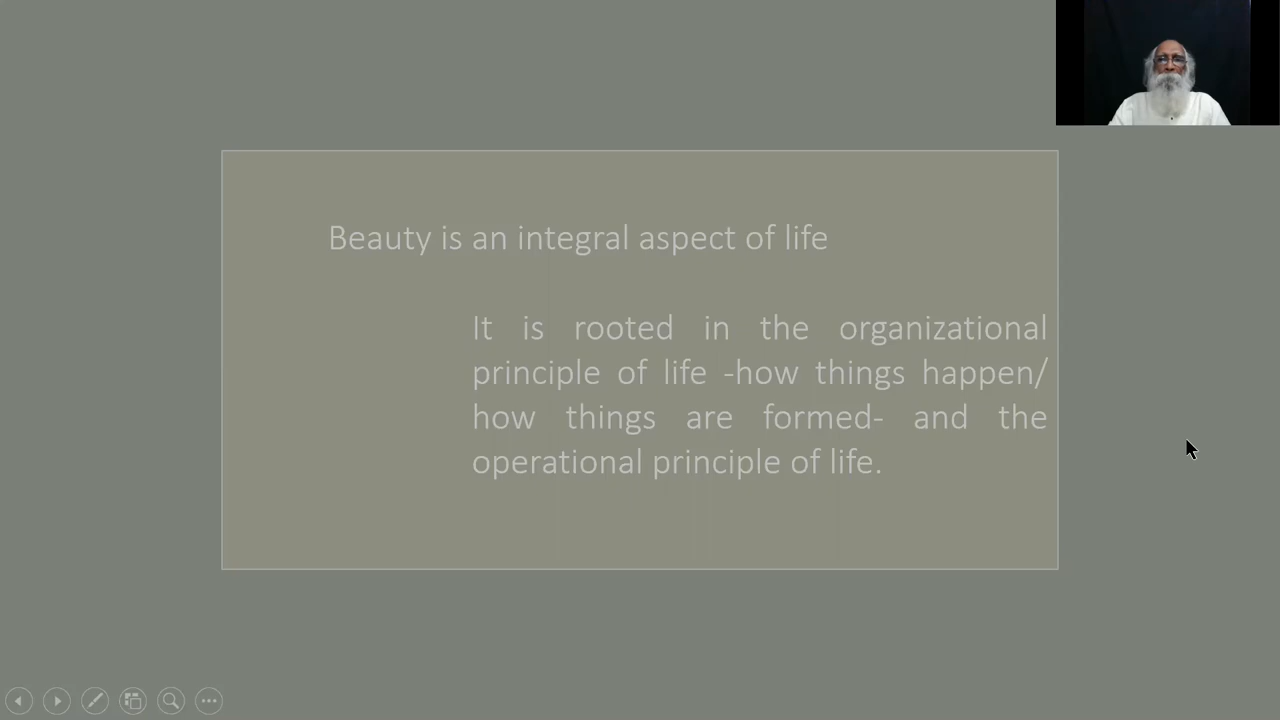 Beauty is an integral aspect of life
It is rooted in the organizational
principle of life -how things happen/
how things are formed- and the
operational principle of life.